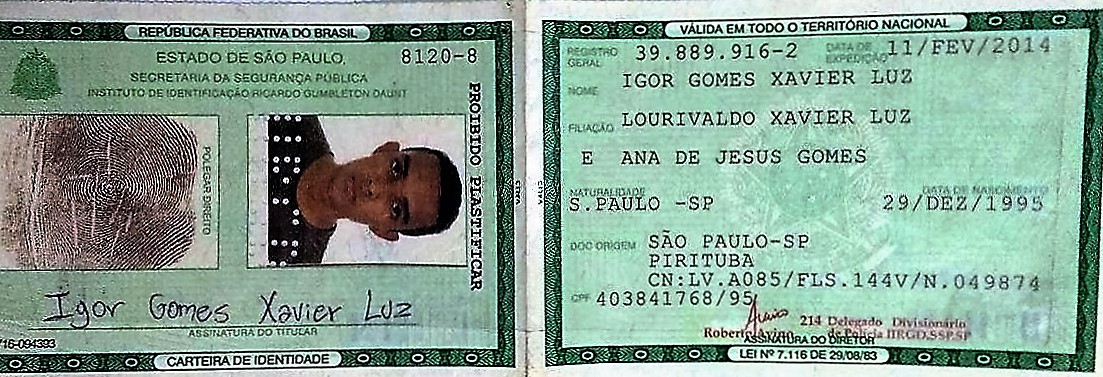 REPÚBLICA FEDERATIVA DO BRASIL
ESTADO DE SÃO PAULO
8120-8
SECRETARIA DA SEGURANÇA PÚBLICA
INSTITUTO DE IDENTIFICAÇÃO RICARDO GUMBLETON DAUNT
POLEGAR DIREITO
PROIBIDO PLASTIFICAR
Igor Gomes Xavier Luz
ASSINATURA DO TITULAR
716-094393
CARTEIRA DE IDENTIDADE
VÁLIDA EM TODO O TERRITÓRIO NACIONAL
REGISTRO GERAL 39.889.916-2 DATA DE EXPEDIÇÃO 11/FEV/2014
NOME IGOR GOMES XAVIER LUZ
FILIAÇÃO LOURIVALDO XAVIER LUZ
E ANA DE JESUS GOMES
NATURALIDADE DATA DE NASCIMENTO
S.PAULO -SP 29/DEZ/1995
DOC ORIGEM SÃO PAULO-SP
PIRITUBA
CN:LV.A085/FLS.144V/N.049874
CPF 403841768/95
214 Delegado Divisionário
Roberto Avino de Polícia IIRGD.SSP.SP
ASSINATURA DO DIRETOR
LEI Nº 7.116 DE 29/08/83